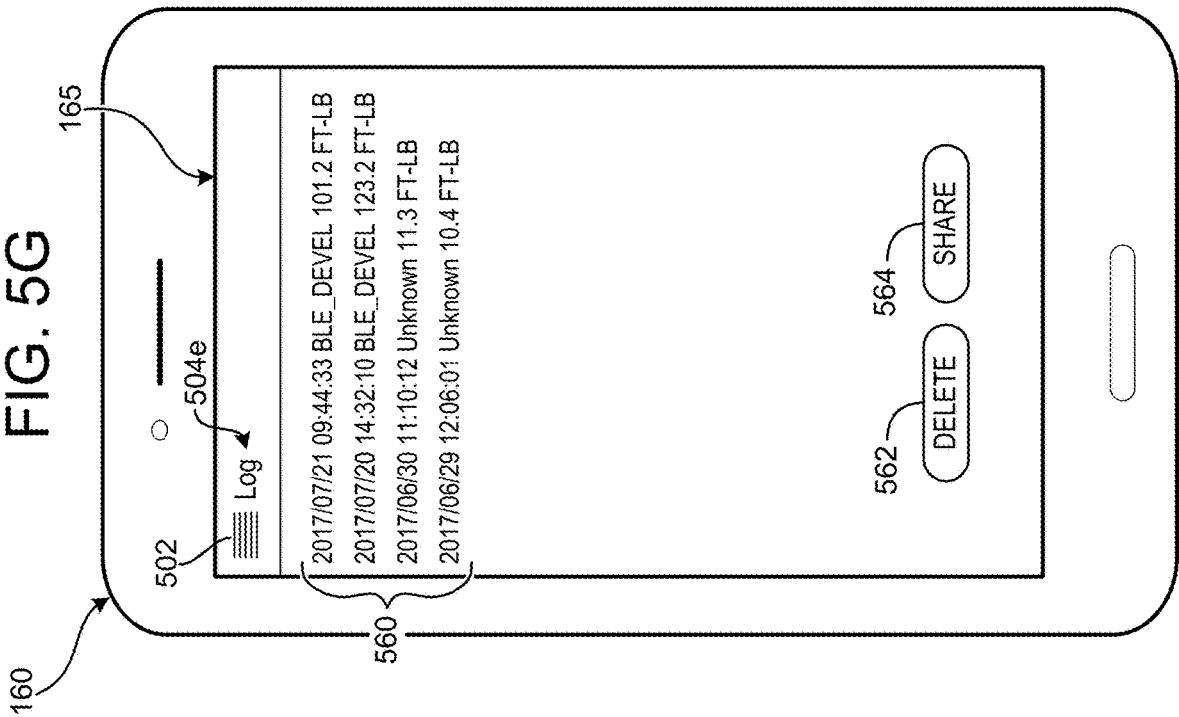 FIG. 5G
160
165
502
Log
504e
2017/07/21 09:44:33 BLE_DEVEL 101.2 FT-LB
2017/07/20 14:32:10 BLE_DEVEL 123.2 FT-LB
2017/06/30 11:10:12 Unknown 11.3 FT-LB
2017/06/29 12:06:01 Unknown 10.4 FT-LB
560
562
564
DELETE
SHARE